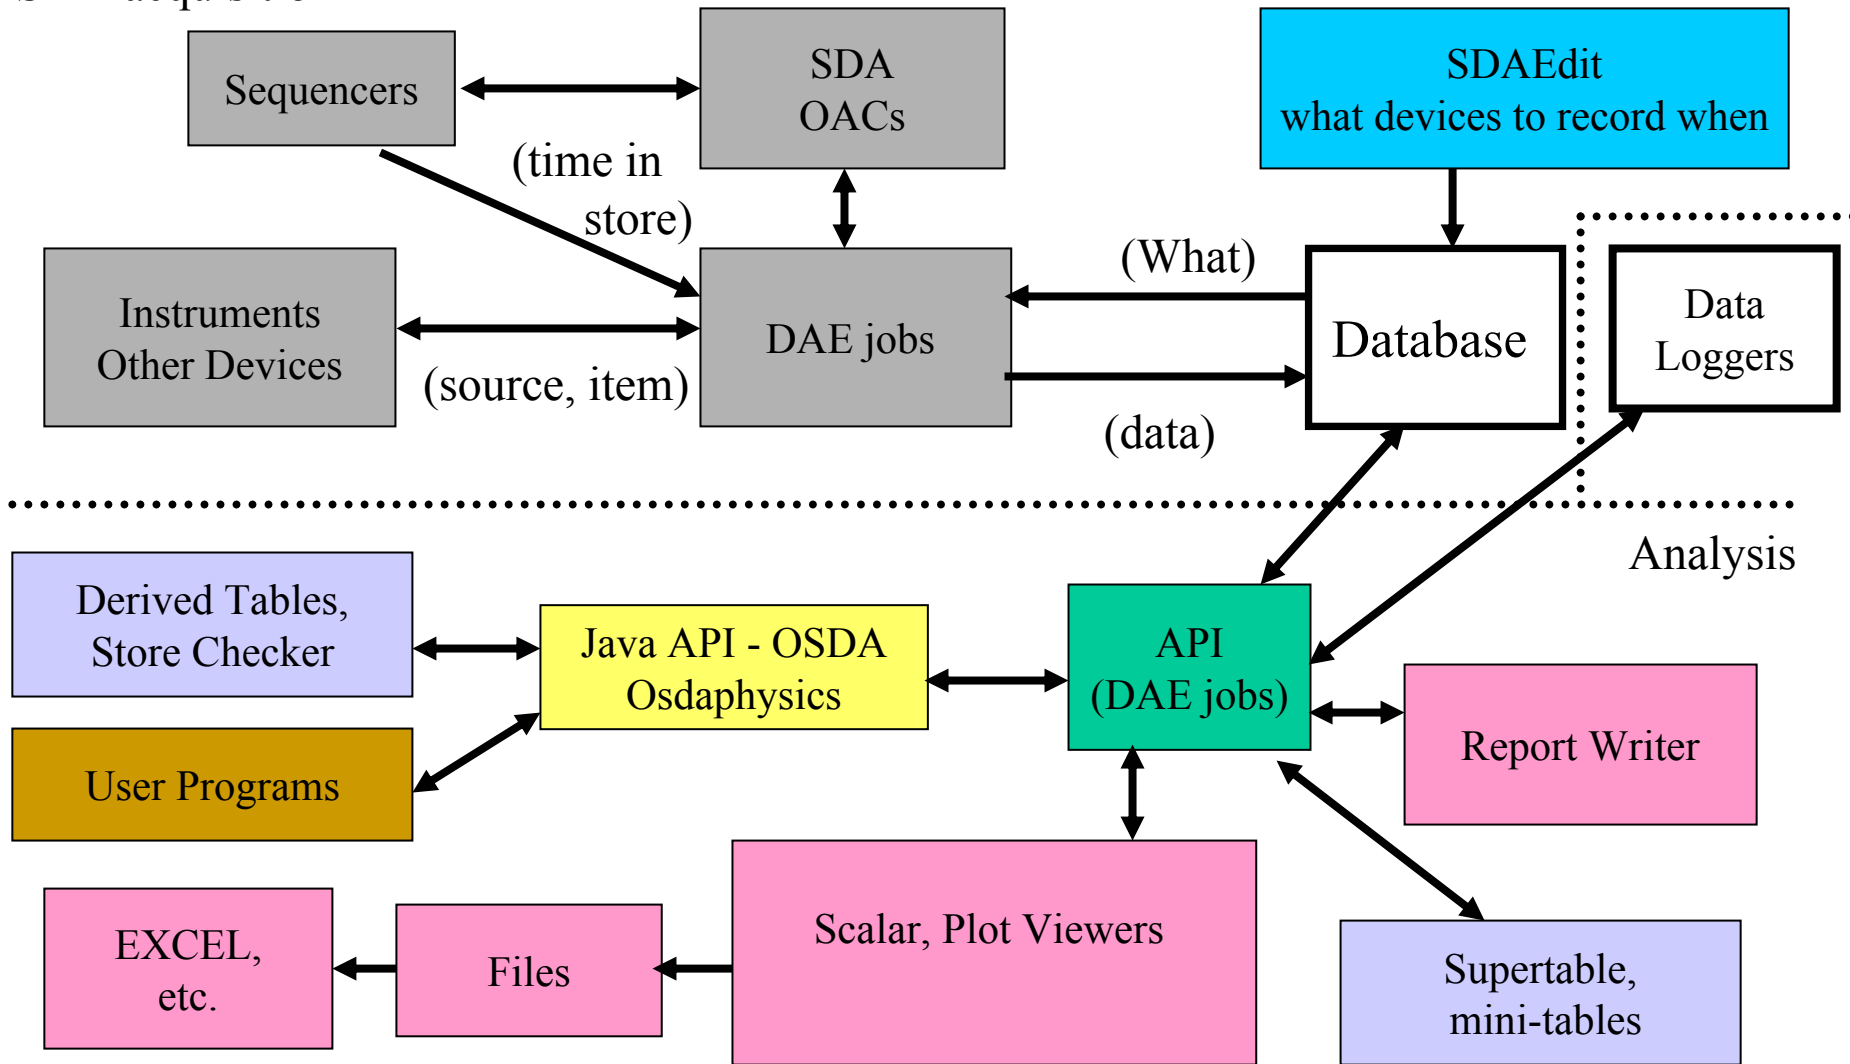 Sequencers
SDA
OACs
SDAEdit
what devices to record when
(time in
store)
Instruments
Other Devices
(source, item)
DAE jobs
(What)
(data)
Database
Data
Loggers
Analysis
Derived Tables,
Store Checker
Java API - OSDA
Osdaphysics
API
(DAE jobs)
User Programs
Report Writer
Scalar, Plot Viewers
EXCEL,
etc.
Files
Supertable,
mini-tables